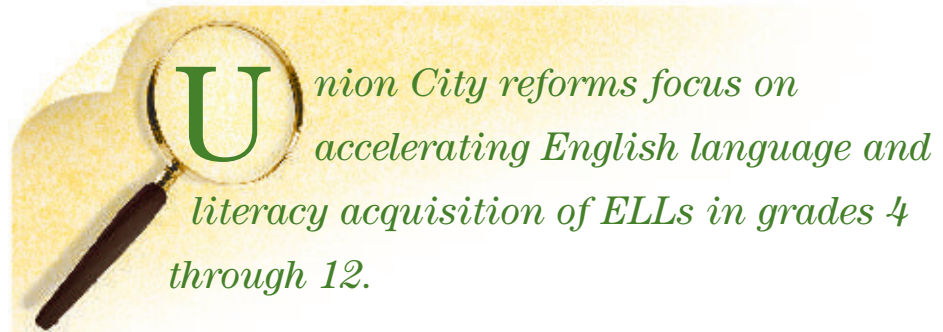 Union City reforms focus on
accelerating English language and
literacy acquisition of ELLs in grades 4
through 12.